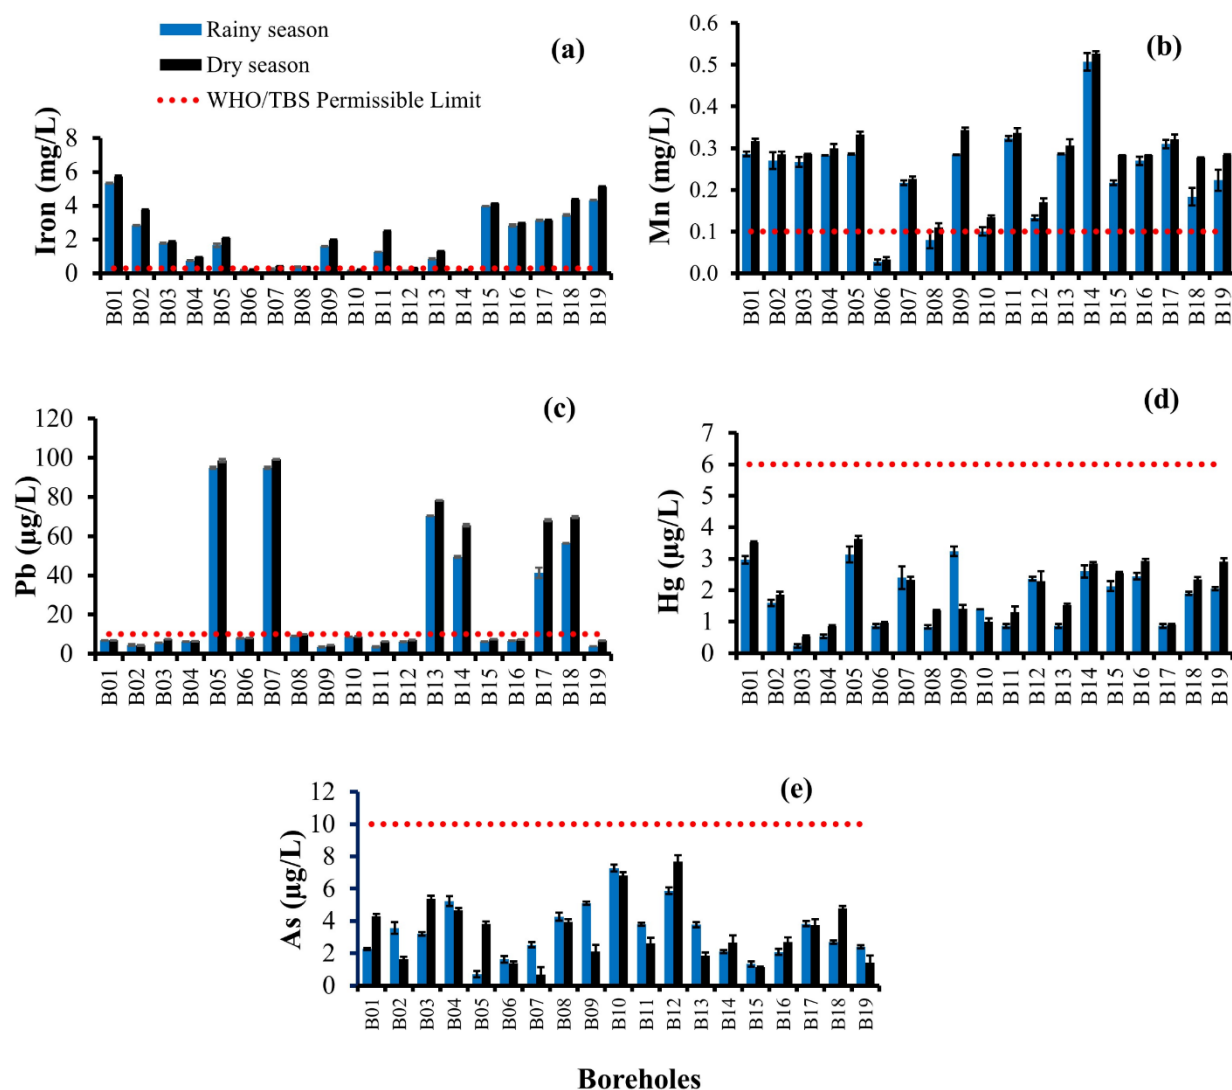 Rainy season
Dry season
WHO/TBS Permissible Limit
(a)
Iron (mg/L)
8
6
4
2
0
B01 B02 B03 B04 B05 B06 B07 B08 B09 B10 B11 B12 B13 B14 B15 B16 B17 B18 B19
(b)
Mn (mg/L)
0.6
0.5
0.4
0.3
0.2
0.1
0.0
B01 B02 B03 B04 B05 B06 B07 B08 B09 B10 B11 B12 B13 B14 B15 B16 B17 B18 B19
(c)
Pb (µg/L)
120
100
80
60
40
20
0
B01 B02 B03 B04 B05 B06 B07 B08 B09 B10 B11 B12 B13 B14 B15 B16 B17 B18 B19
(d)
Hg (µg/L)
7
6
5
4
3
2
1
0
B01 B02 B03 B04 B05 B06 B07 B08 B09 B10 B11 B12 B13 B14 B15 B16 B17 B18 B19
(e)
As (µg/L)
12
10
8
6
4
2
0
B01 B02 B03 B04 B05 B06 B07 B08 B09 B10 B11 B12 B13 B14 B15 B16 B17 B18 B19
Boreholes